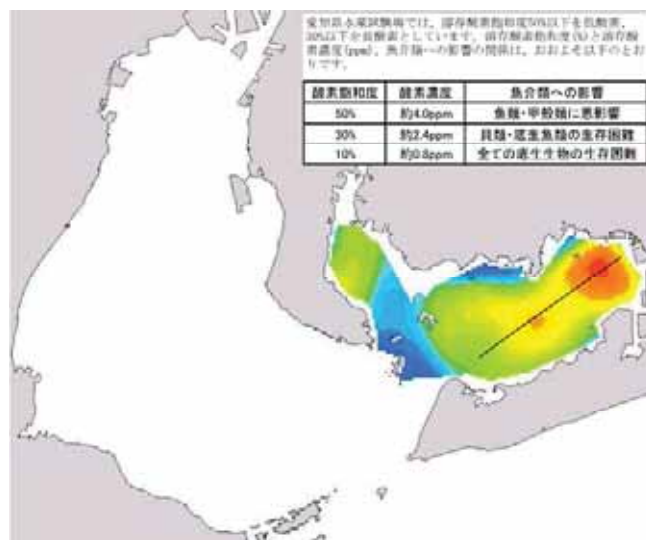 愛知県水産試験場では、溶存酸素飽和度50%以下を低酸素、
30%以下を貧酸素としています。溶存酸素飽和度(%)と溶存酸
素濃度(ppm)、魚介類への影響の関係は、おおよそ以下のとお
りです。
酸素飽和度 酸素濃度 魚介類への影響
50% 約4.0ppm 魚類・甲殻類に悪影響
30% 約2.4ppm 貝類・底生魚類の生存困難
10% 約0.8ppm 全ての底生生物の生存困難